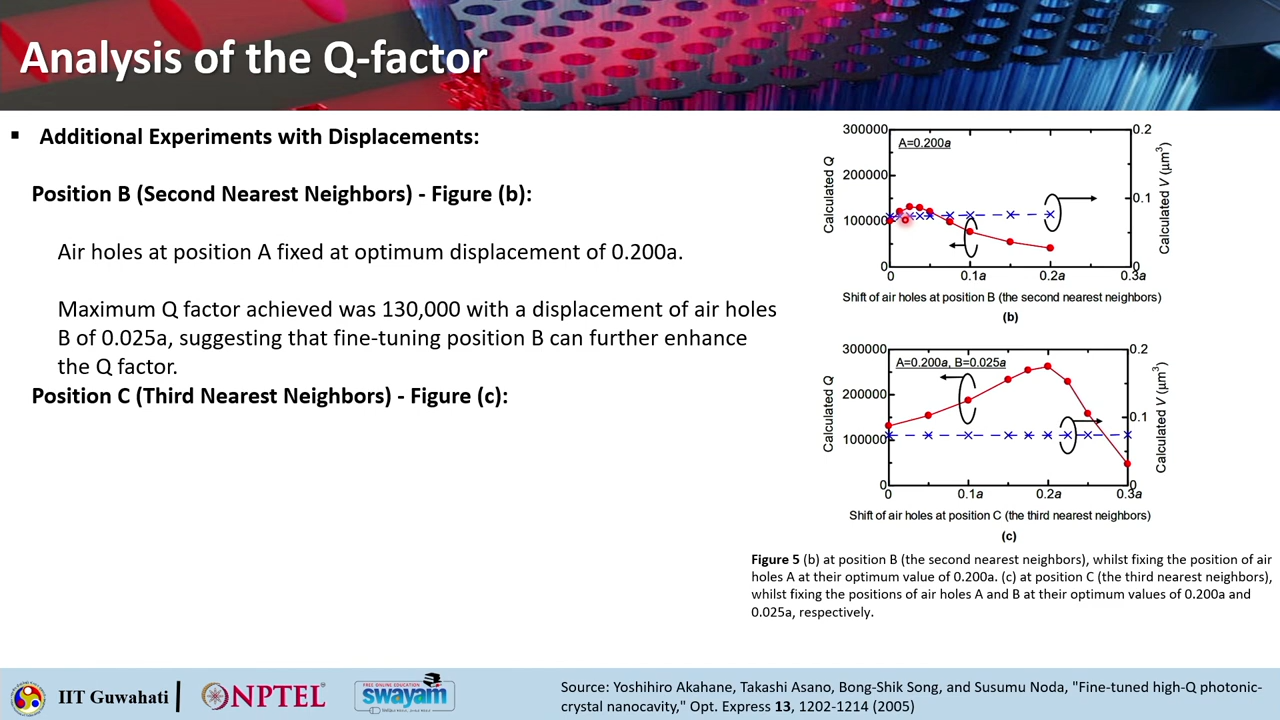 Analysis of the Q-factor
▪ Additional Experiments with Displacements:
Position B (Second Nearest Neighbors) - Figure (b):
Air holes at position A fixed at optimum displacement of 0.200a.
Maximum Q factor achieved was 130,000 with a displacement of air holes
B of 0.025a, suggesting that fine-tuning position B can further enhance
the Q factor.
Position C (Third Nearest Neighbors) - Figure (c):
300000
200000
100000
0
Calculated Q
A=0.200a
0.2
0.1
0
Calculated V (μm³)
0 0.1a 0.2a 0.3a
Shift of air holes at position B (the second nearest neighbors)
(b)
300000
200000
100000
0
Calculated Q
A=0.200a, B=0.025a
0.2
0.1
0
Calculated V (μm³)
0 0.1a 0.2a 0.3a
Shift of air holes at position C (the third nearest neighbors)
(c)
Figure 5 (b) at position B (the second nearest neighbors), whilst fixing the position of air
holes A at their optimum value of 0.200a. (c) at position C (the third nearest neighbors),
whilst fixing the positions of air holes A and B at their optimum values of 0.200a and
0.025a, respectively.
IIT Guwahati
NPTEL
FREE ONLINE EDUCATION
swayam
Source: Yoshihiro Akahane, Takashi Asano, Bong-Shik Song, and Susumu Noda, "Fine-tuned high-Q photonic-
crystal nanocavity," Opt. Express 13, 1202-1214 (2005)